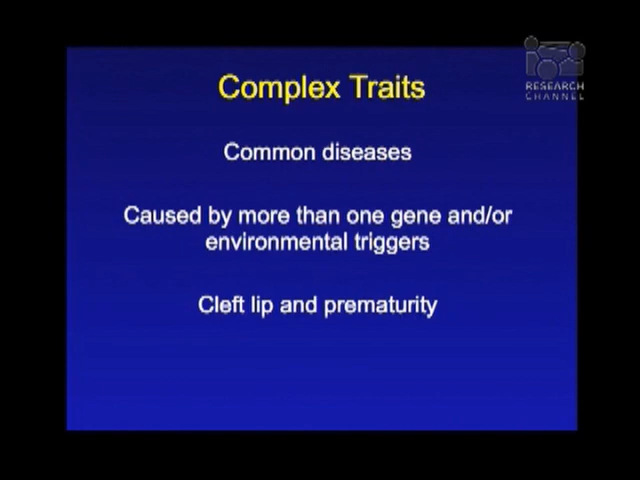 Complex Traits
RESEARCH
CHANNEL
Common diseases
Caused by more than one gene and/or
environmental triggers
Cleft lip and prematurity